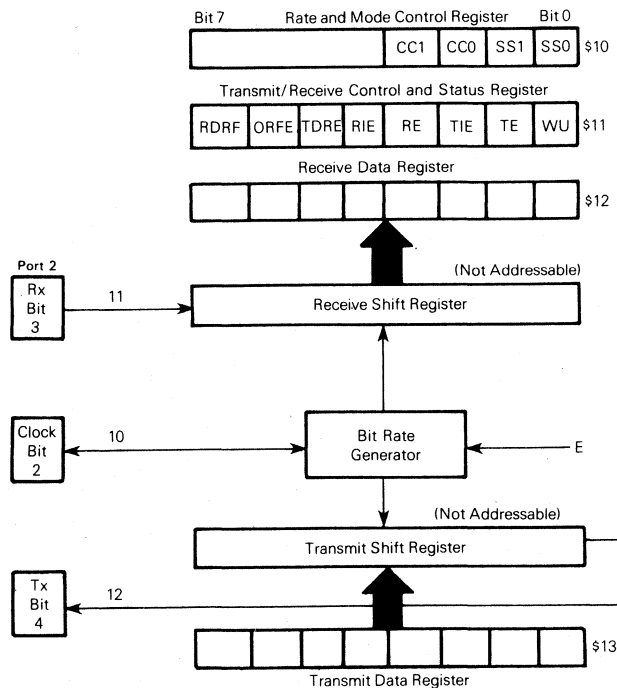 Bit 7 Rate and Mode Control Register Bit 0
CC1 CC0 SS1 SS0 $10
Transmit/Receive Control and Status Register
RDRF ORFE TDRE RIE RE TIE TE WU $11
Receive Data Register
$12
(Not Addressable)
Port 2
Rx
Bit
3
11
Receive Shift Register
Clock
Bit
2
10
Bit Rate
Generator
E
(Not Addressable)
Transmit Shift Register
Tx
Bit
4
12
$13
Transmit Data Register